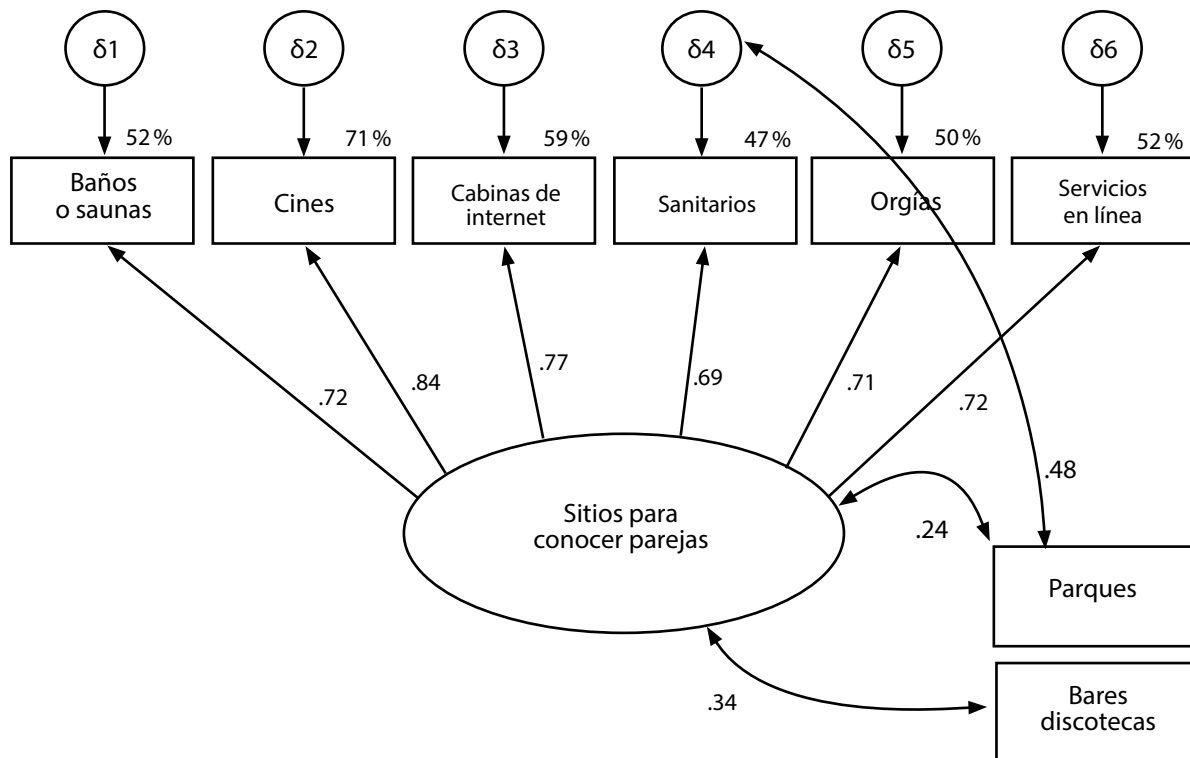 δ1
δ2
δ3
δ4
δ5
δ6
52%
71%
59%
47%
50%
52%
Baños
o saunas
Cines
Cabinas de
internet
Sanitarios
Orgías
Servicios
en línea
.72
.84
.77
.69
.71
.72
.48
.24
.34
Sitios para
conocer parejas
Parques
Bares
discotecas